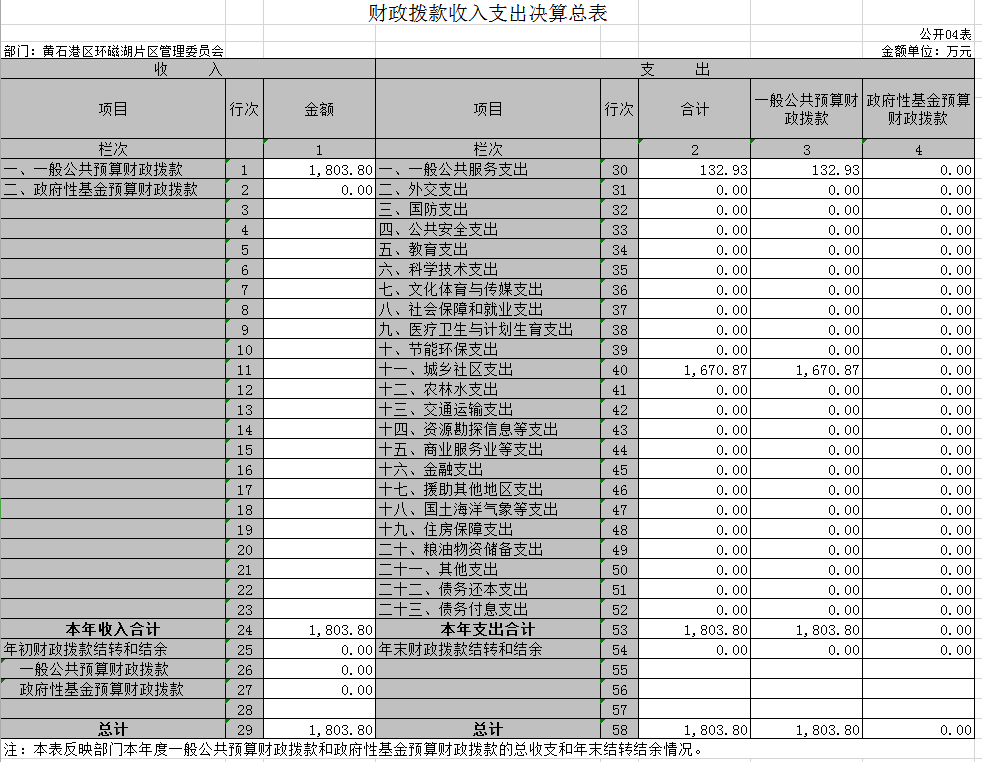 财政拨款收入支出决算总表
公开04表
部门：黄石港区环磁湖片区管理委员会 金额单位：万元
收 入 支 出
项目 行次 金额 项目 行次 合计 一般公共预算财政拨款 政府性基金预算财政拨款
栏次 1 栏次 2 3 4
一、一般公共预算财政拨款 1 1,803.80 一、一般公共服务支出 30 132.93 132.93 0.00
二、政府性基金预算财政拨款 2 0.00 二、外交支出 31 0.00 0.00 0.00
3 三、国防支出 32 0.00 0.00 0.00
4 四、公共安全支出 33 0.00 0.00 0.00
5 五、教育支出 34 0.00 0.00 0.00
6 六、科学技术支出 35 0.00 0.00 0.00
7 七、文化体育与传媒支出 36 0.00 0.00 0.00
8 八、社会保障和就业支出 37 0.00 0.00 0.00
9 九、医疗卫生与计划生育支出 38 0.00 0.00 0.00
10 十、节能环保支出 39 0.00 0.00 0.00
11 十一、城乡社区支出 40 1,670.87 1,670.87 0.00
12 十二、农林水支出 41 0.00 0.00 0.00
13 十三、交通运输支出 42 0.00 0.00 0.00
14 十四、资源勘探信息等支出 43 0.00 0.00 0.00
15 十五、商业服务业等支出 44 0.00 0.00 0.00
16 十六、金融支出 45 0.00 0.00 0.00
17 十七、援助其他地区支出 46 0.00 0.00 0.00
18 十八、国土海洋气象等支出 47 0.00 0.00 0.00
19 十九、住房保障支出 48 0.00 0.00 0.00
20 二十、粮油物资储备支出 49 0.00 0.00 0.00
21 二十一、其他支出 50 0.00 0.00 0.00
22 二十二、债务还本支出 51 0.00 0.00 0.00
23 二十三、债务付息支出 52 0.00 0.00 0.00
本年收入合计 24 1,803.80 本年支出合计 53 1,803.80 1,803.80 0.00
年初财政拨款结转和结余 25 0.00 年末财政拨款结转和结余 54 0.00 0.00 0.00
一般公共预算财政拨款 26 0.00 55
政府性基金预算财政拨款 27 0.00 56
28 57
总计 29 1,803.80 总计 58 1,803.80 1,803.80 0.00
注：本表反映部门本年度一般公共预算财政拨款和政府性基金预算财政拨款的总收支和年末结转结余情况。